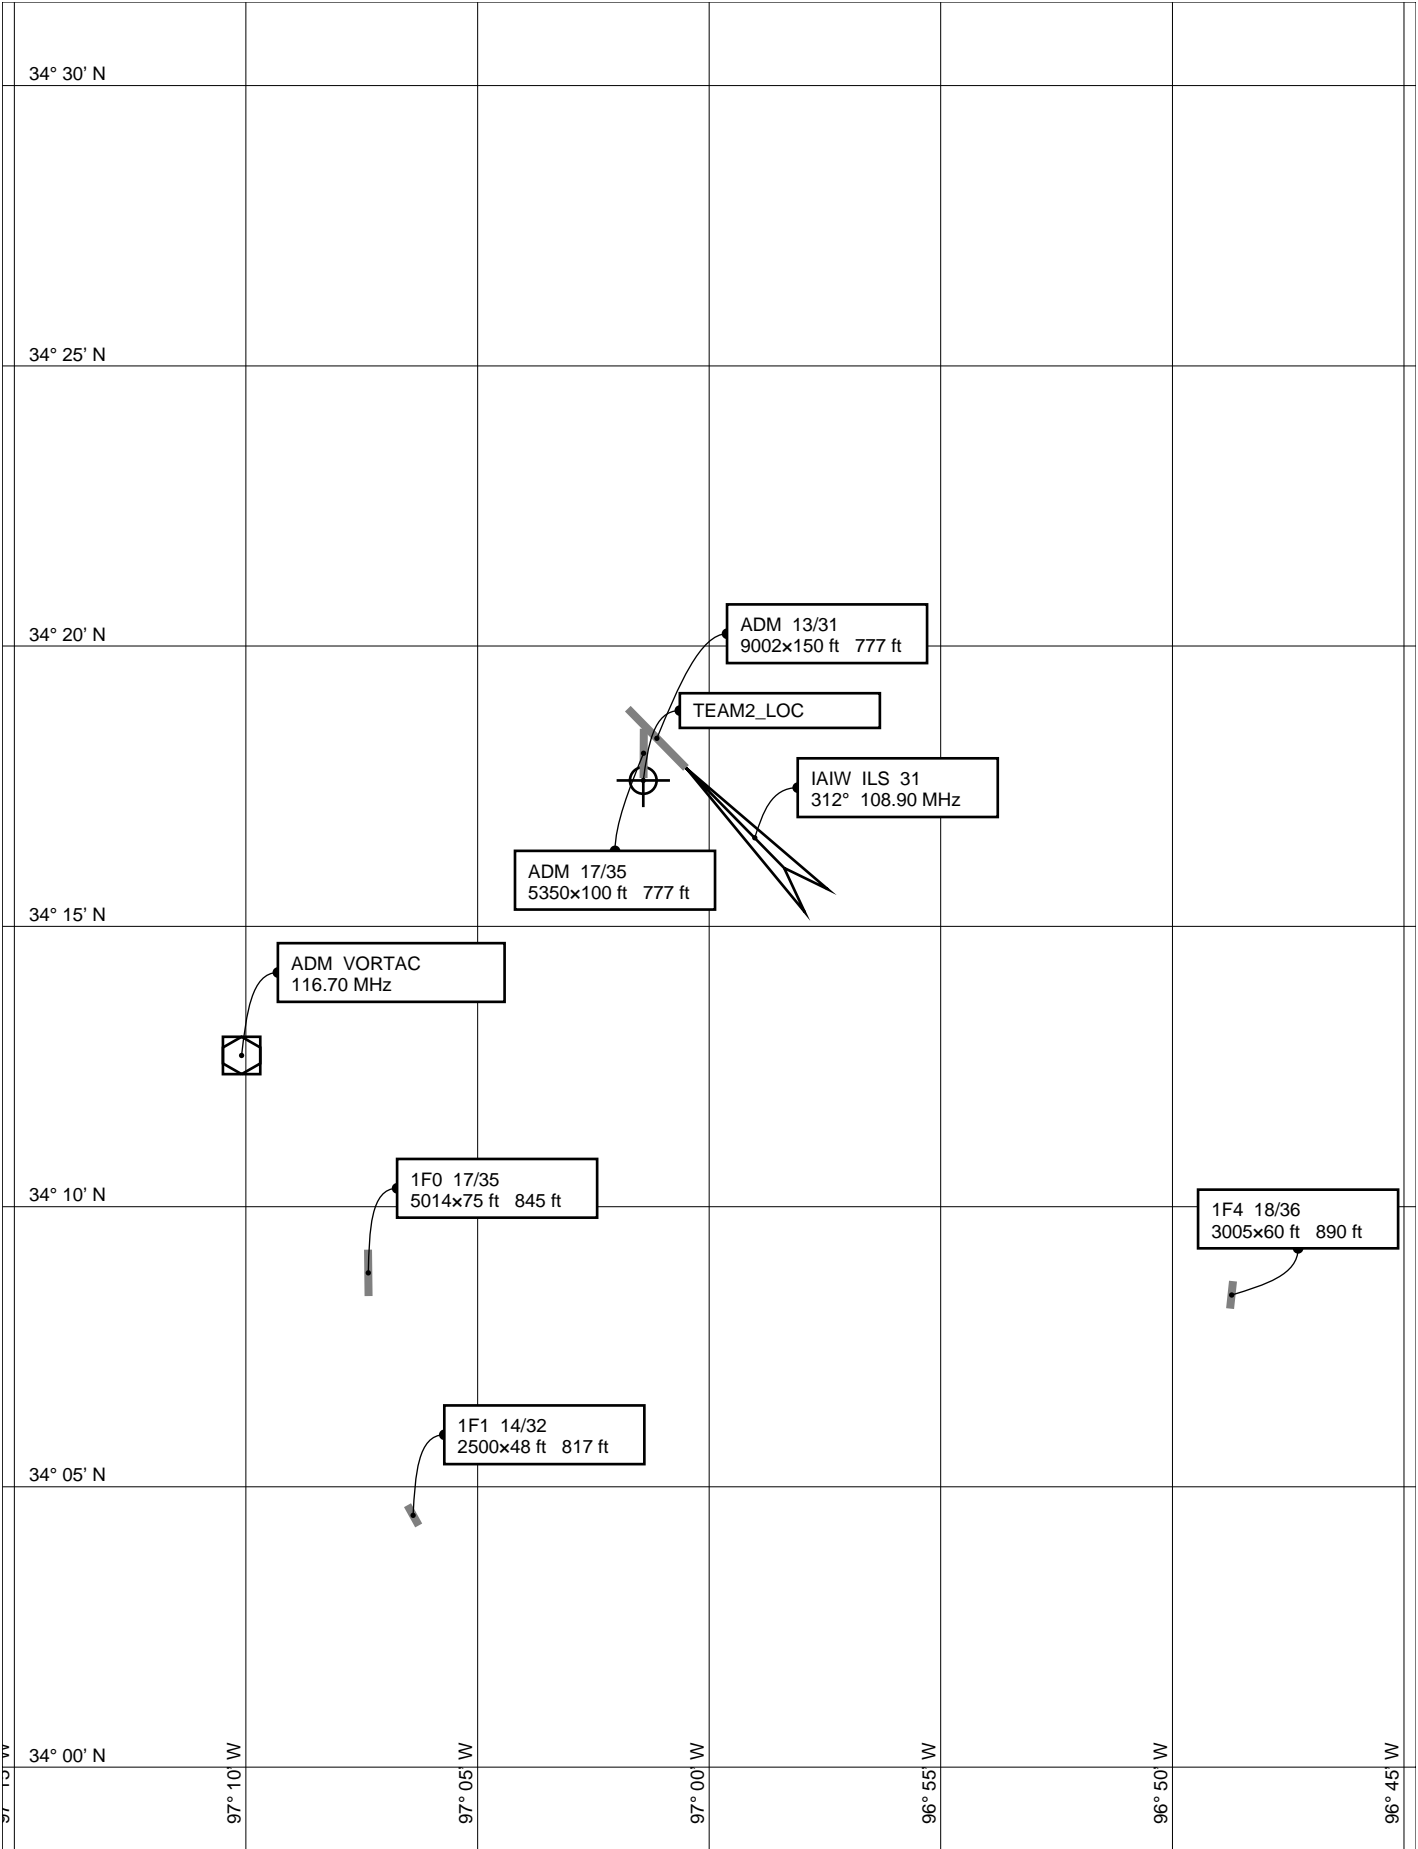 34° 30' N
34° 25' N
34° 20' N
ADM 13/31
9002×150 ft 777 ft
TEAM2_LOC
IAIW ILS 31
312° 108.90 MHz
ADM 17/35
5350×100 ft 777 ft
34° 15' N
ADM VORTAC
116.70 MHz
1F0 17/35
5014×75 ft 845 ft
34° 10' N
1F4 18/36
3005×60 ft 890 ft
1F1 14/32
2500×48 ft 817 ft
34° 05' N
34° 00' N
97° 15' W
97° 10' W
97° 05' W
97° 00' W
96° 55' W
96° 50' W
96° 45' W